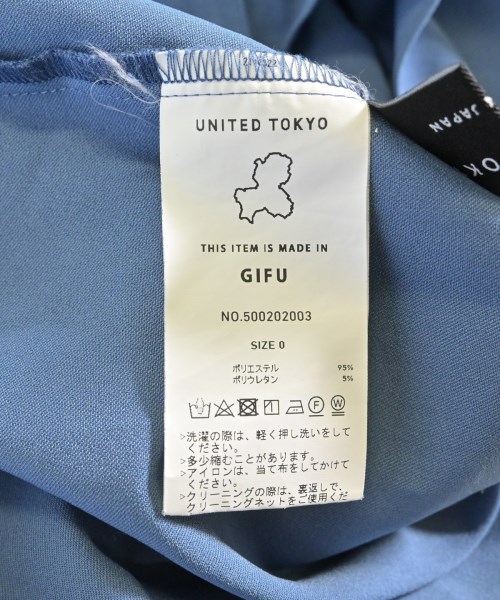 UNITED TOKYO
THIS ITEM IS MADE IN
GIFU
NO.500202003
SIZE 0
ポリエステル 95%
ポリウレタン 5%
F W
>洗濯の際は、軽く押し洗いをして
ください。
>多少縮むことがあります。
>アイロンは、当て布をしてかけて
ください。
>クリーニングの際は、裏返しで、
クリーニングネットをご使用くだ
OK
JAPAN